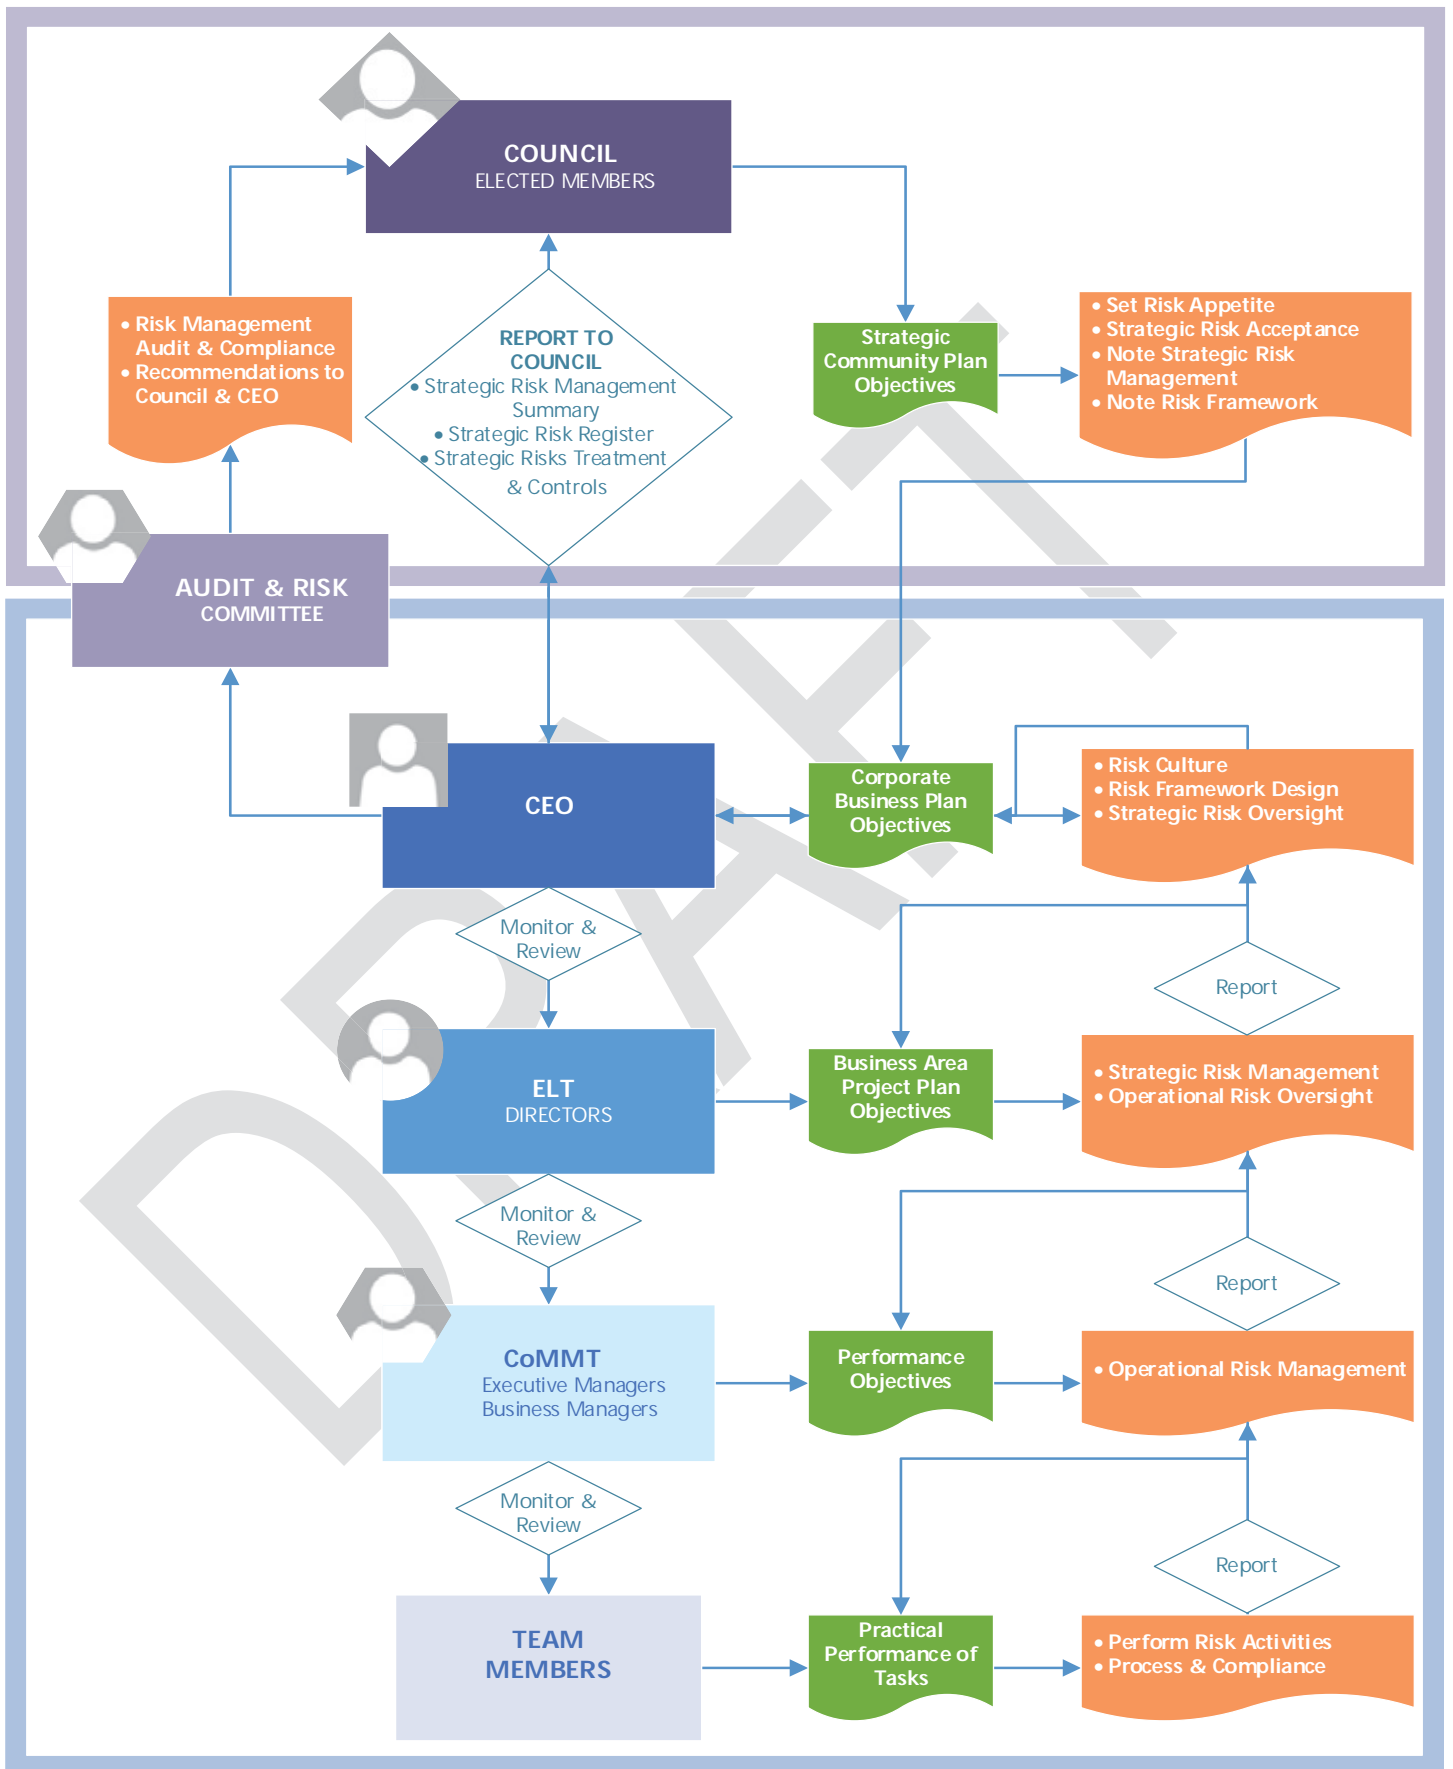 COUNCIL
ELECTED MEMBERS
• Risk Management
Audit & Compliance
• Recommendations to
Council & CEO
REPORT TO
COUNCIL
• Strategic Risk Management
Summary
• Strategic Risk Register
• Strategic Risks Treatment
& Controls
Strategic
Community Plan
Objectives
• Set Risk Appetite
• Strategic Risk Acceptance
• Note Strategic Risk
Management
• Note Risk Framework
AUDIT & RISK
COMMITTEE
CEO
Corporate
Business Plan
Objectives
• Risk Culture
• Risk Framework Design
• Strategic Risk Oversight
Monitor &
Review
Report
ELT
DIRECTORS
Business Area
Project Plan
Objectives
• Strategic Risk Management
• Operational Risk Oversight
Monitor &
Review
Report
CoMMT
Executive Managers
Business Managers
Performance
Objectives
• Operational Risk Management
Monitor &
Review
Report
TEAM
MEMBERS
Practical
Performance of
Tasks
• Perform Risk Activities
• Process & Compliance
DRAFT